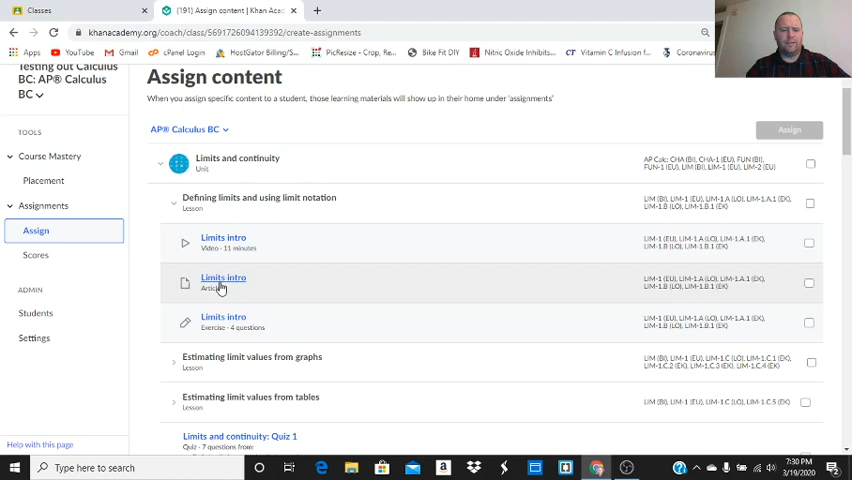 Classes
[191] Assign content | Khan Aca
khanacademy.org/coach/class/5691726094139392/create-assignments
Apps
YouTube
Gmail
cPanel Login
HostGator Billing/S...
PicResize - Crop, Re...
Bike Fit DIY
Nitric Oxide Inhibits...
Vitamin C Infusion f...
Coronavirus
Testing out Calculus
BC: AP® Calculus
BC
TOOLS
Course Mastery
Placement
Assignments
Assign
Scores
ADMIN
Students
Settings
Help with this page
Assign content
When you assign specific content to a student, those learning materials will show up in their home under 'assignments'
AP® Calculus BC
Assign
Limits and continuity
Unit
AP Calc: CHA (BI), CHA-1 (EU), FUN (BI),
FUN-1 (EU), LIM (BI), LIM-1 (EU), LIM-2 (EU)
Defining limits and using limit notation
Lesson
LIM (BI), LIM-1 (EU), LIM-1.A (LO), LIM-1.A.1 (EK),
LIM-1.B (LO), LIM-1.B.1 (EK)
Limits intro
Video · 11 minutes
LIM-1 (EU), LIM-1.A (LO), LIM-1.A.1 (EK),
LIM-1.B (LO), LIM-1.B.1 (EK)
Limits intro
Artic
LIM-1 (EU), LIM-1.A (LO), LIM-1.A.1 (EK),
LIM-1.B (LO), LIM-1.B.1 (EK)
Limits intro
Exercise · 4 questions
LIM-1 (EU), LIM-1.A (LO), LIM-1.A.1 (EK),
LIM-1.B (LO), LIM-1.B.1 (EK)
Estimating limit values from graphs
Lesson
LIM (BI), LIM-1 (EU), LIM-1.C (LO), LIM-1.C.1 (EK),
LIM-1.C.2 (EK), LIM-1.C.3 (EK), LIM-1.C.4 (EK)
Estimating limit values from tables
Lesson
LIM (BI), LIM-1 (EU), LIM-1.C (LO), LIM-1.C.5 (EK)
Limits and continuity: Quiz 1
Quiz · 7 questions from:
Type here to search
7:30 PM
3/19/2020
2